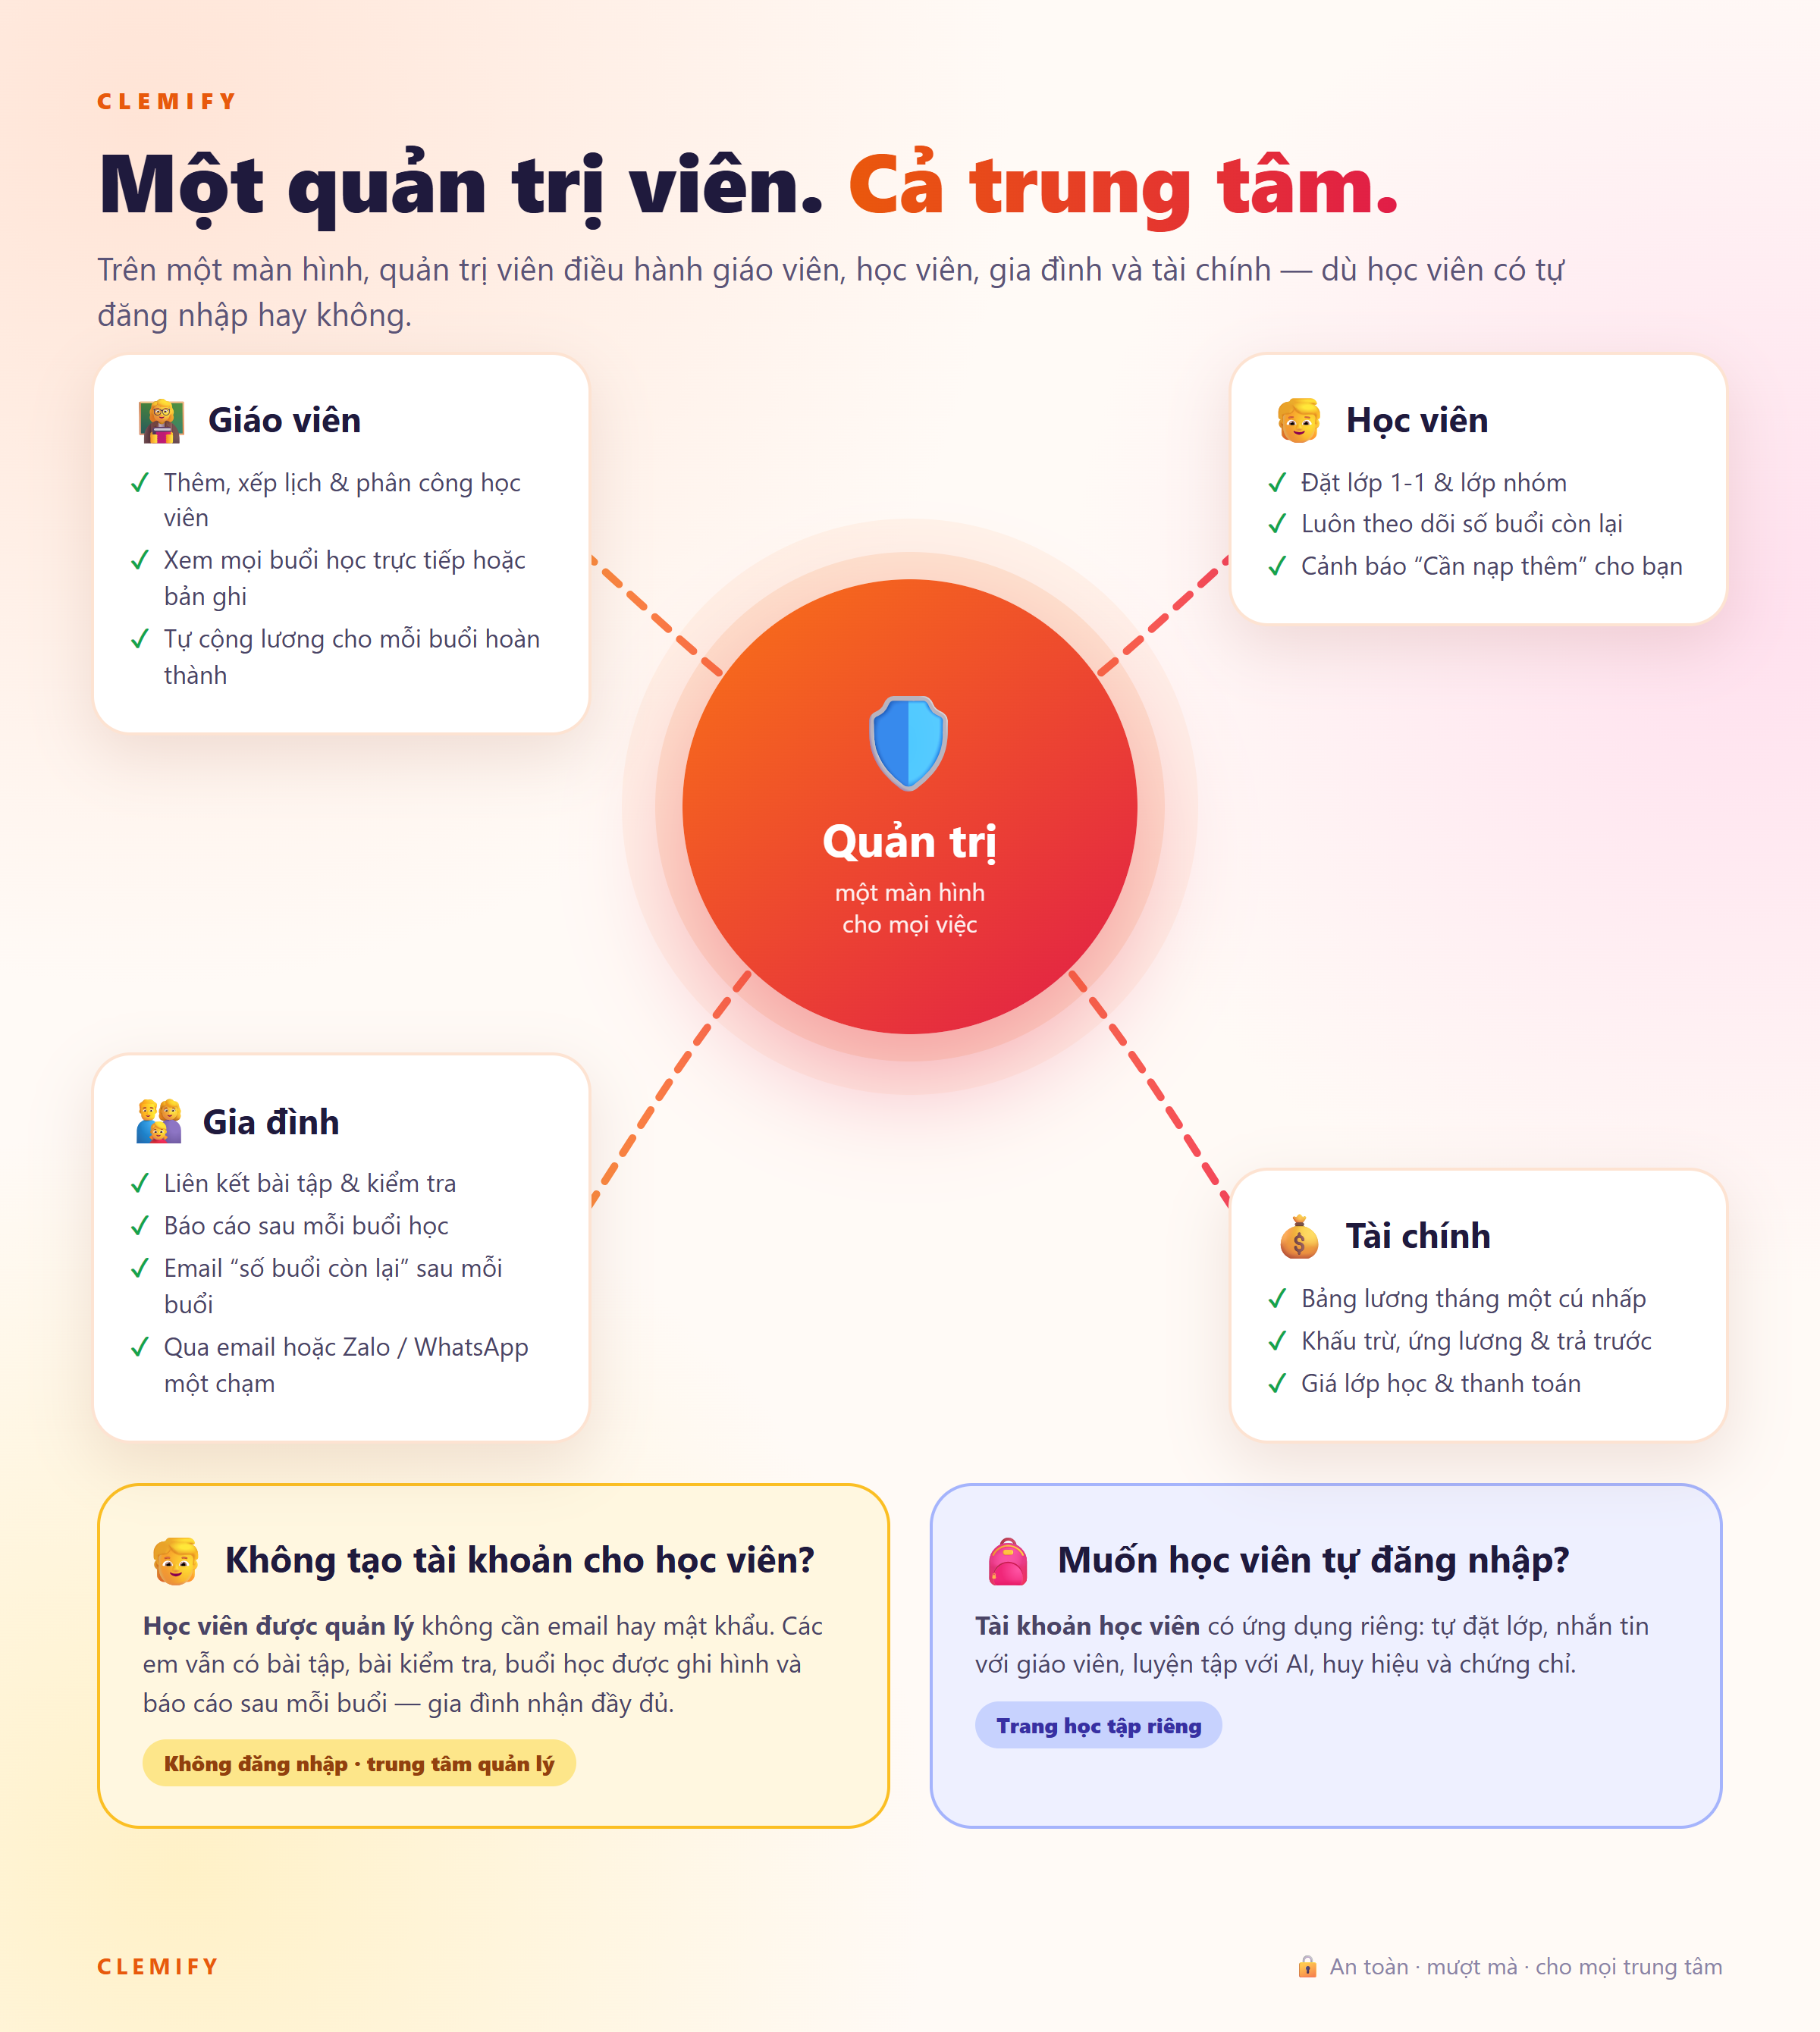 CLEMIFY
Một quản trị viên. Cả trung tâm.
Trên một màn hình, quản trị viên điều hành giáo viên, học viên, gia đình và tài chính — dù học viên có tự
đăng nhập hay không.
Giáo viên
✓ Thêm, xếp lịch & phân công học
viên
✓ Xem mọi buổi học trực tiếp hoặc
bản ghi
✓ Tự cộng lương cho mỗi buổi hoàn
thành
Học viên
✓ Đặt lớp 1-1 & lớp nhóm
✓ Luôn theo dõi số buổi còn lại
✓ Cảnh báo “Cần nạp thêm” cho bạn
Quản trị
một màn hình
cho mọi việc
Gia đình
✓ Liên kết bài tập & kiểm tra
✓ Báo cáo sau mỗi buổi học
✓ Email “số buổi còn lại” sau mỗi
buổi
✓ Qua email hoặc Zalo / WhatsApp
một chạm
Tài chính
✓ Bảng lương tháng một cú nhấp
✓ Khấu trừ, ứng lương & trả trước
✓ Giá lớp học & thanh toán
Không tạo tài khoản cho học viên?
Học viên được quản lý không cần email hay mật khẩu. Các
em vẫn có bài tập, bài kiểm tra, buổi học được ghi hình và
báo cáo sau mỗi buổi — gia đình nhận đầy đủ.
Không đăng nhập · trung tâm quản lý
Muốn học viên tự đăng nhập?
Tài khoản học viên có ứng dụng riêng: tự đặt lớp, nhắn tin
với giáo viên, luyện tập với AI, huy hiệu và chứng chỉ.
Trang học tập riêng
CLEMIFY
An toàn · mượt mà · cho mọi trung tâm